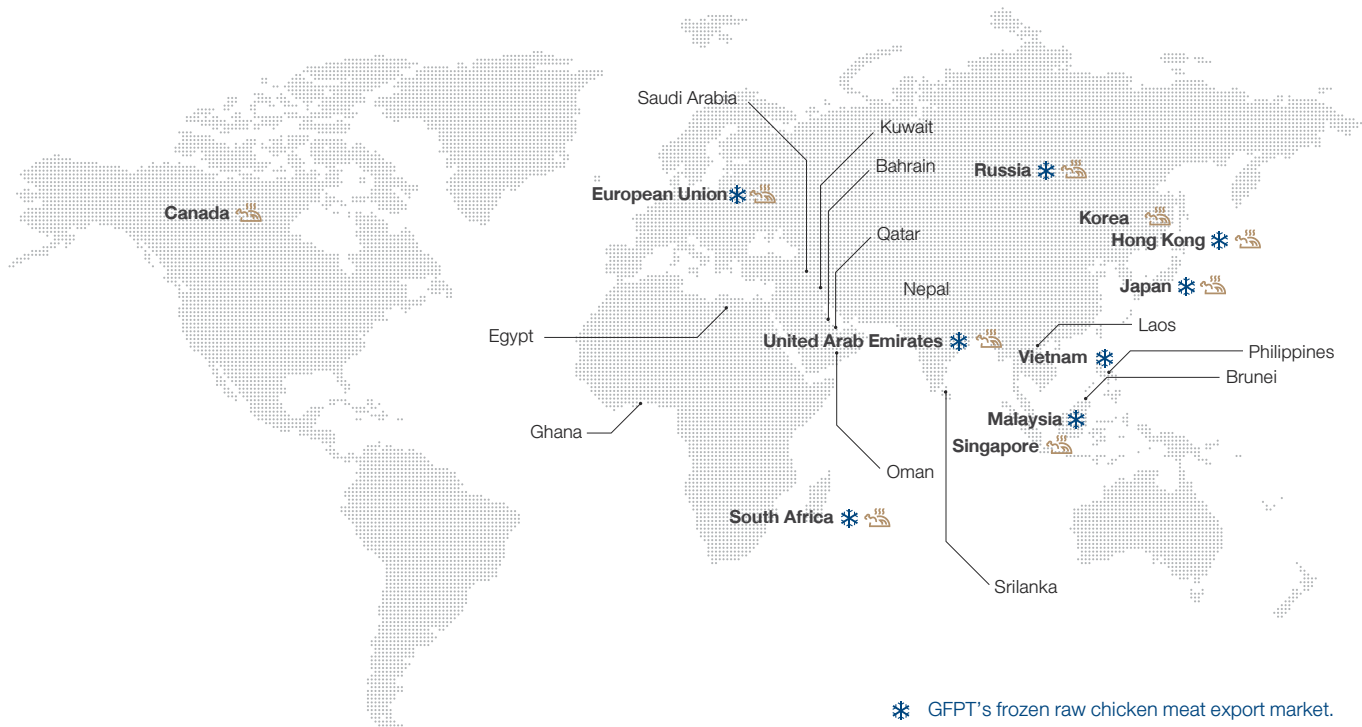 Saudi Arabia
Kuwait
Bahrain
Russia
European Union
Canada
Korea
Qatar
Hong Kong
Japan
Nepal
Laos
Egypt
United Arab Emirates
Vietnam
Philippines
Brunei
Ghana
Malaysia
Singapore
Oman
South Africa
Srilanka
GFPT's frozen raw chicken meat export market.